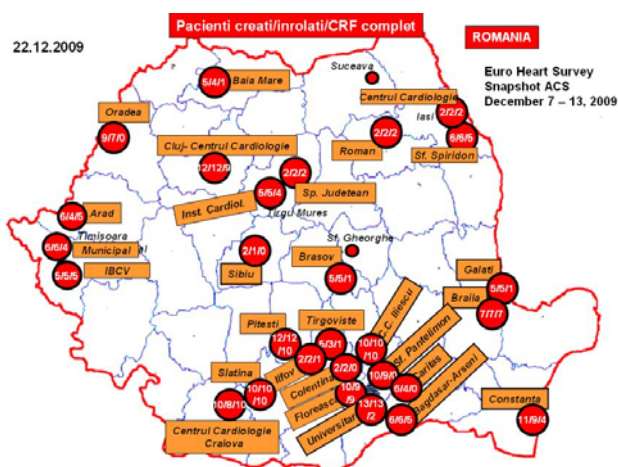 Pacienti creati/inrolati/CRF complet
ROMANIA
22.12.2009
Euro Heart Survey
Snapshot ACS
December 7 – 13, 2009
5/4/1
Baia Mare
Suceava
Centrul Cardiologie
Iasi
2/2/2
6/6/5
Sf. Spiridon
Oradea
9/7/0
Cluj- Centrul Cardiologie
12/12/9
2/2/2
Roman
2/2/2
Sp. Judetean
5/5/4
Inst. Cardiol.
Tirgu Mures
Arad
6/4/5
Timisoara
6/6/4
Municipal
IBCV
5/5/5
2/1/0
Sibiu
Sf. Gheorghe
Brasov
5/5/1
Galati
5/5/1
Braila
7/7/7
Pitesti
12/12/10
Tirgoviste
5/3/1
C.C. Iliescu
10/10/10
Ilfov
2/2/1
Colentina
2/2/0
Sf. Pantelimon
10/9/0
Caritas
6/4/0
Slatina
10/10/10
10/8/10
Floreasca
10/9/9
Universitar
13/13/2
Bagdasar-Arseni
6/6/5
Centrul Cardiologie
Craiova
Constanta
11/9/4